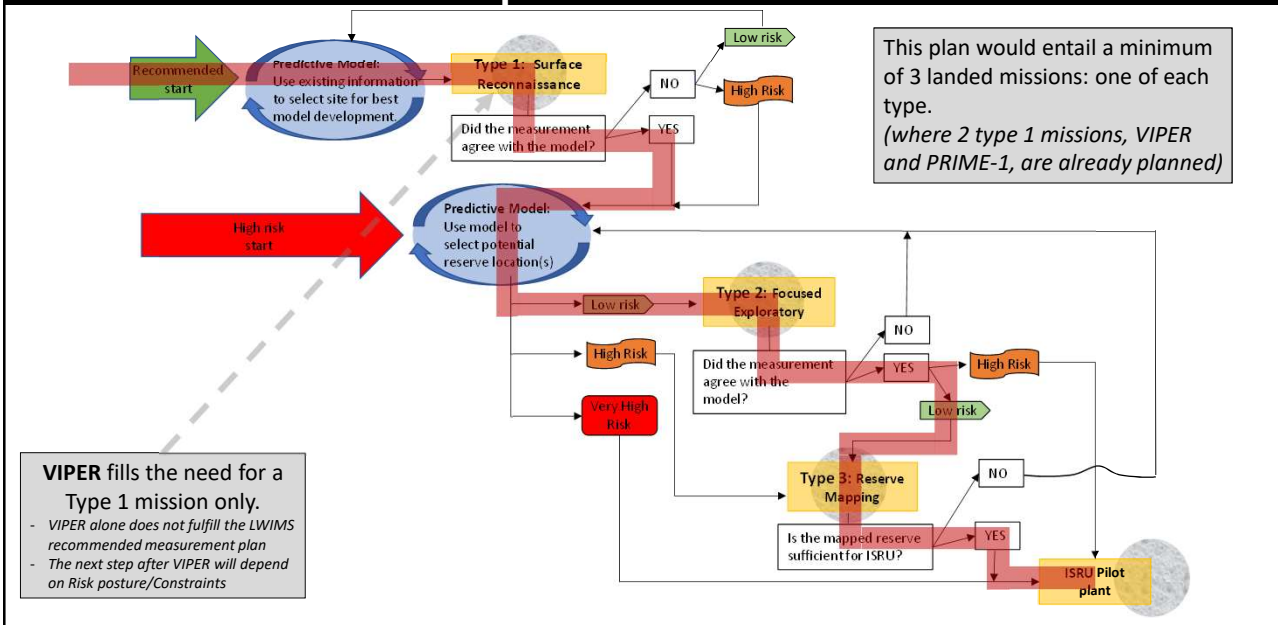 Recommended
start
Predictive Model:
Use existing information
to select site for best
model development.
Type 1: Surface
Reconnaissance
Did the measurement
agree with the model?
NO
YES
Low risk
High Risk
This plan would entail a minimum
of 3 landed missions: one of each
type.
(where 2 type 1 missions, VIPER
and PRIME-1, are already planned)
High risk
start
Predictive Model:
Use model to
select potential
reserve location(s)
Low risk
High Risk
Very High
Risk
Type 2: Focused
Exploratory
Did the measurement
agree with the
model?
NO
YES
High Risk
Low risk
Type 3: Reserve
Mapping
Is the mapped reserve
sufficient for ISRU?
NO
YES
ISRU Pilot
plant
VIPER fills the need for a
Type 1 mission only.
- VIPER alone does not fulfill the LWIMS
recommended measurement plan
- The next step after VIPER will depend
on Risk posture/Constraints